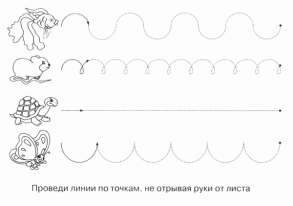 Проведи линии по точкам, не отрывая руки от листа